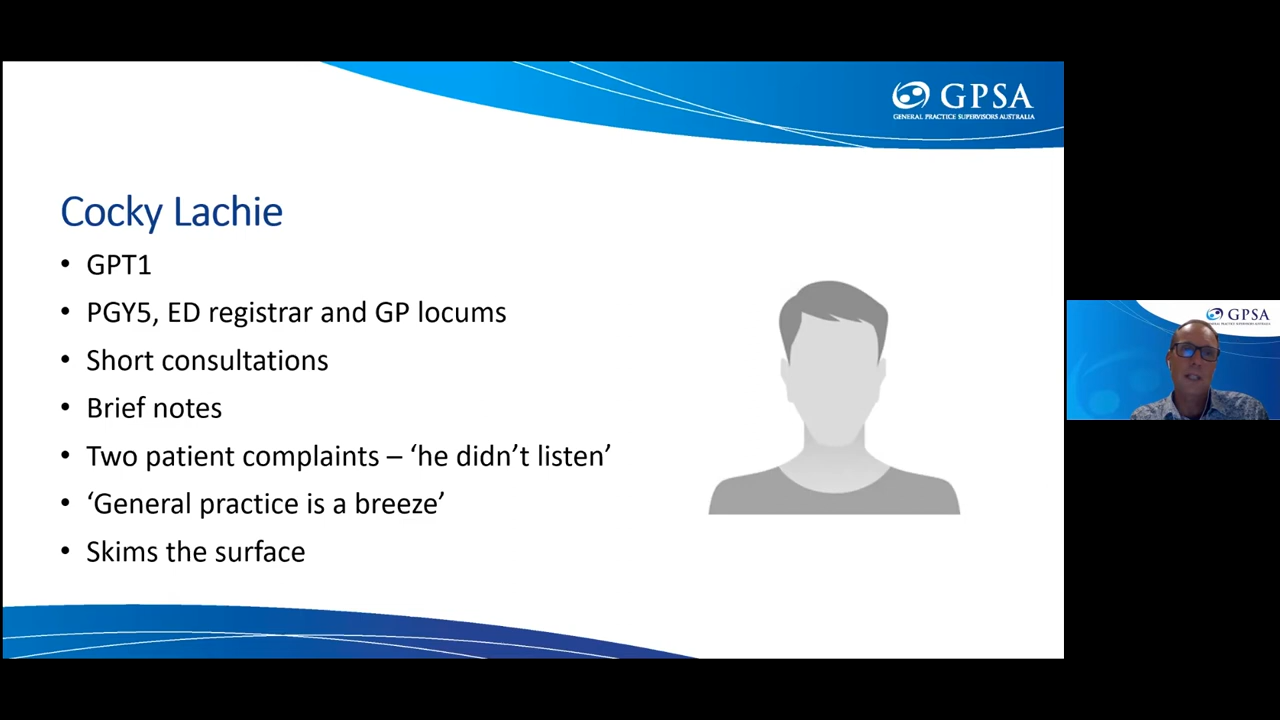 GPSA
GENERAL PRACTICE SUPERVISORS AUSTRALIA
Cocky Lachie
• GPT1
• PGY5, ED registrar and GP locums
• Short consultations
• Brief notes
• Two patient complaints – ‘he didn’t listen’
• ‘General practice is a breeze’
• Skims the surface
GPSA